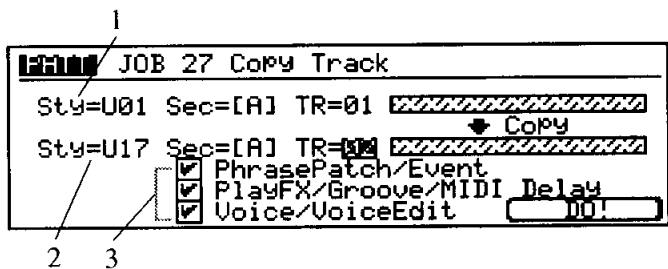 1
PATT JOB 27 Copy Track
Sty=U01 Sec=[A] TR=01
Copy
Sty=U17 Sec=[A] TR=
PhrasePatch/Event
PlayFX/Groove/MIDI Delay
Voice/VoiceEdit DO!
2 3